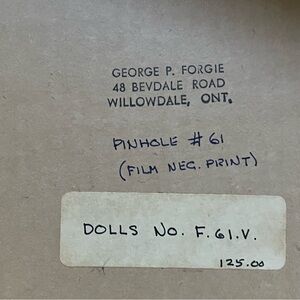 GEORGE P. FORGIE
48 BEVDALE ROAD
WILLOWDALE, ONT.
PINHOLE # 61
(FILM NEG. PRINT)
DOLLS NO. F.61.V.
125.00